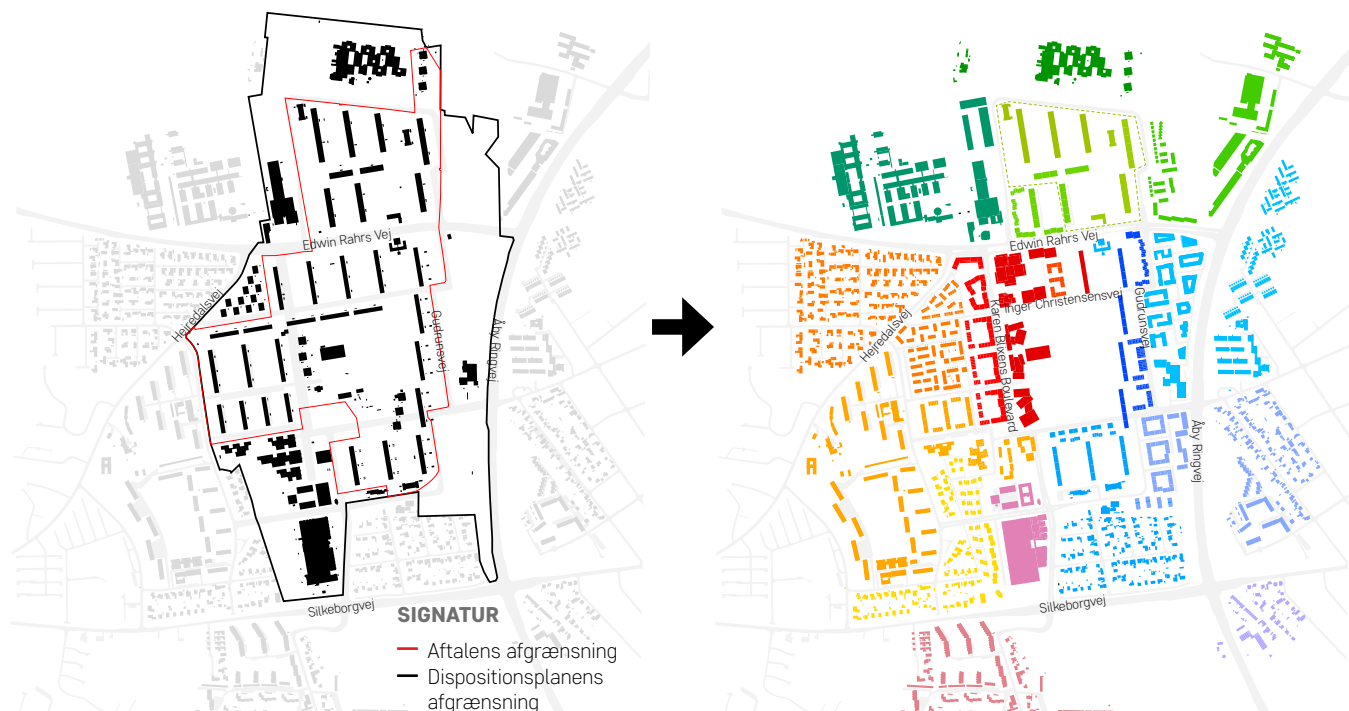 Edwin Rahrs Vej
Hejredalsvej
Gudrunsvej
Åby Ringvej
Silkeborgvej
SIGNATUR
Aftalens afgrænsning
Dispositionsplanens
afgrænsning
Edwin Rahrs Vej
Inger Christensensvej
Gudrunsvej
Karen Blixens Boulevard
Hejredalsvej
Åby Ringvej
Silkeborgvej